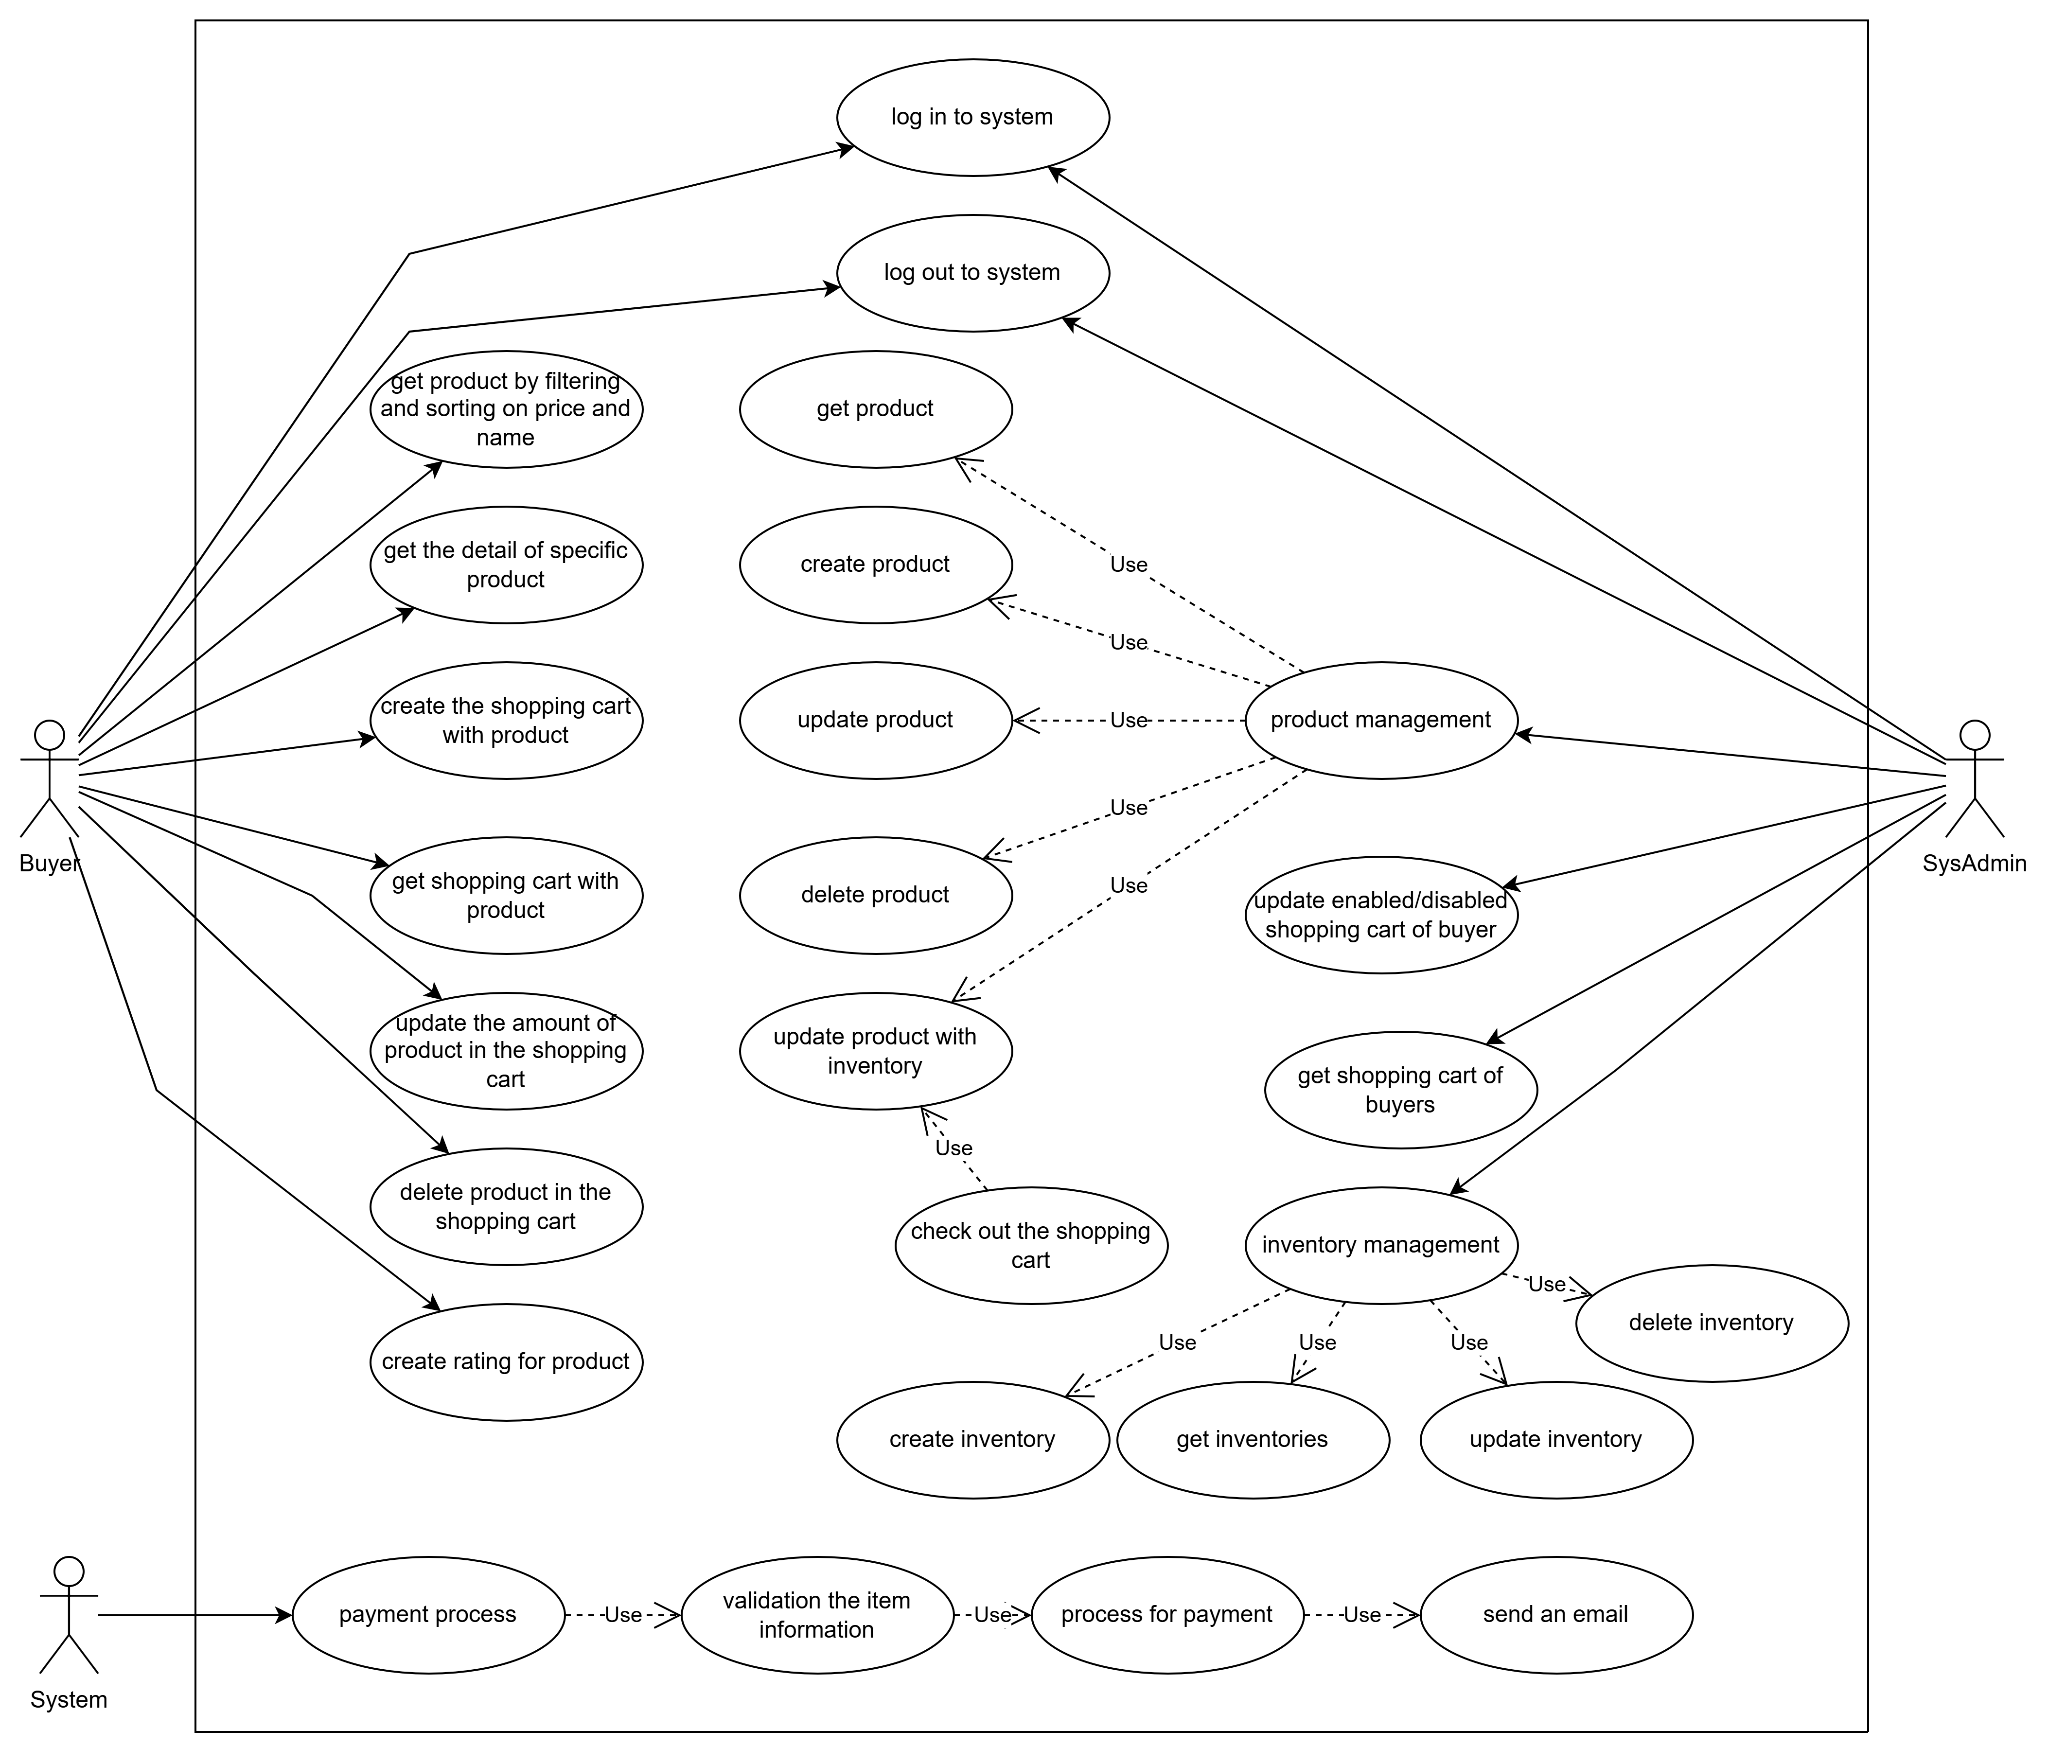 log in to system
log out to system
get product by filtering
and sorting on price and
name
get product
get the detail of specific
product
create product
Use
Use
create the shopping cart
with product
update product
Use
product management
Use
Buyer
SysAdmin
get shopping cart with
product
delete product
Use
update enabled/disabled
shopping cart of buyer
update the amount of
product in the shopping
cart
update product with
inventory
get shopping cart of
buyers
Use
delete product in the
shopping cart
check out the shopping
cart
inventory management
Use
delete inventory
Use
Use
Use
create rating for product
create inventory
get inventories
update inventory
payment process
Use
validation the item
information
Use
process for payment
Use
send an email
System